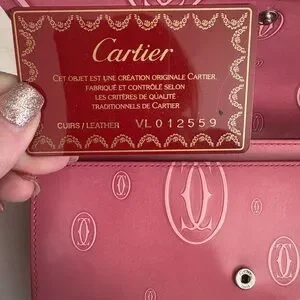 Cartier
CET OBJET EST UNE CRÉATION ORIGINALE CARTIER.
FABRIQUÉ ET CONTRÔLÉ SELON
LES CRITÈRES DE QUALITÉ
TRADITIONNELS DE CARTIER
CUIRS/LEATHER VL012559